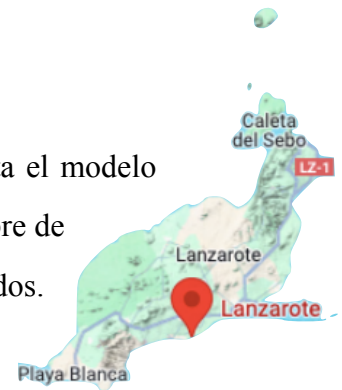 Caleta
del Sebo
LZ-1
a el modelo
re de
Lanzarote
dos.
Lanzarote
Playa Blanca